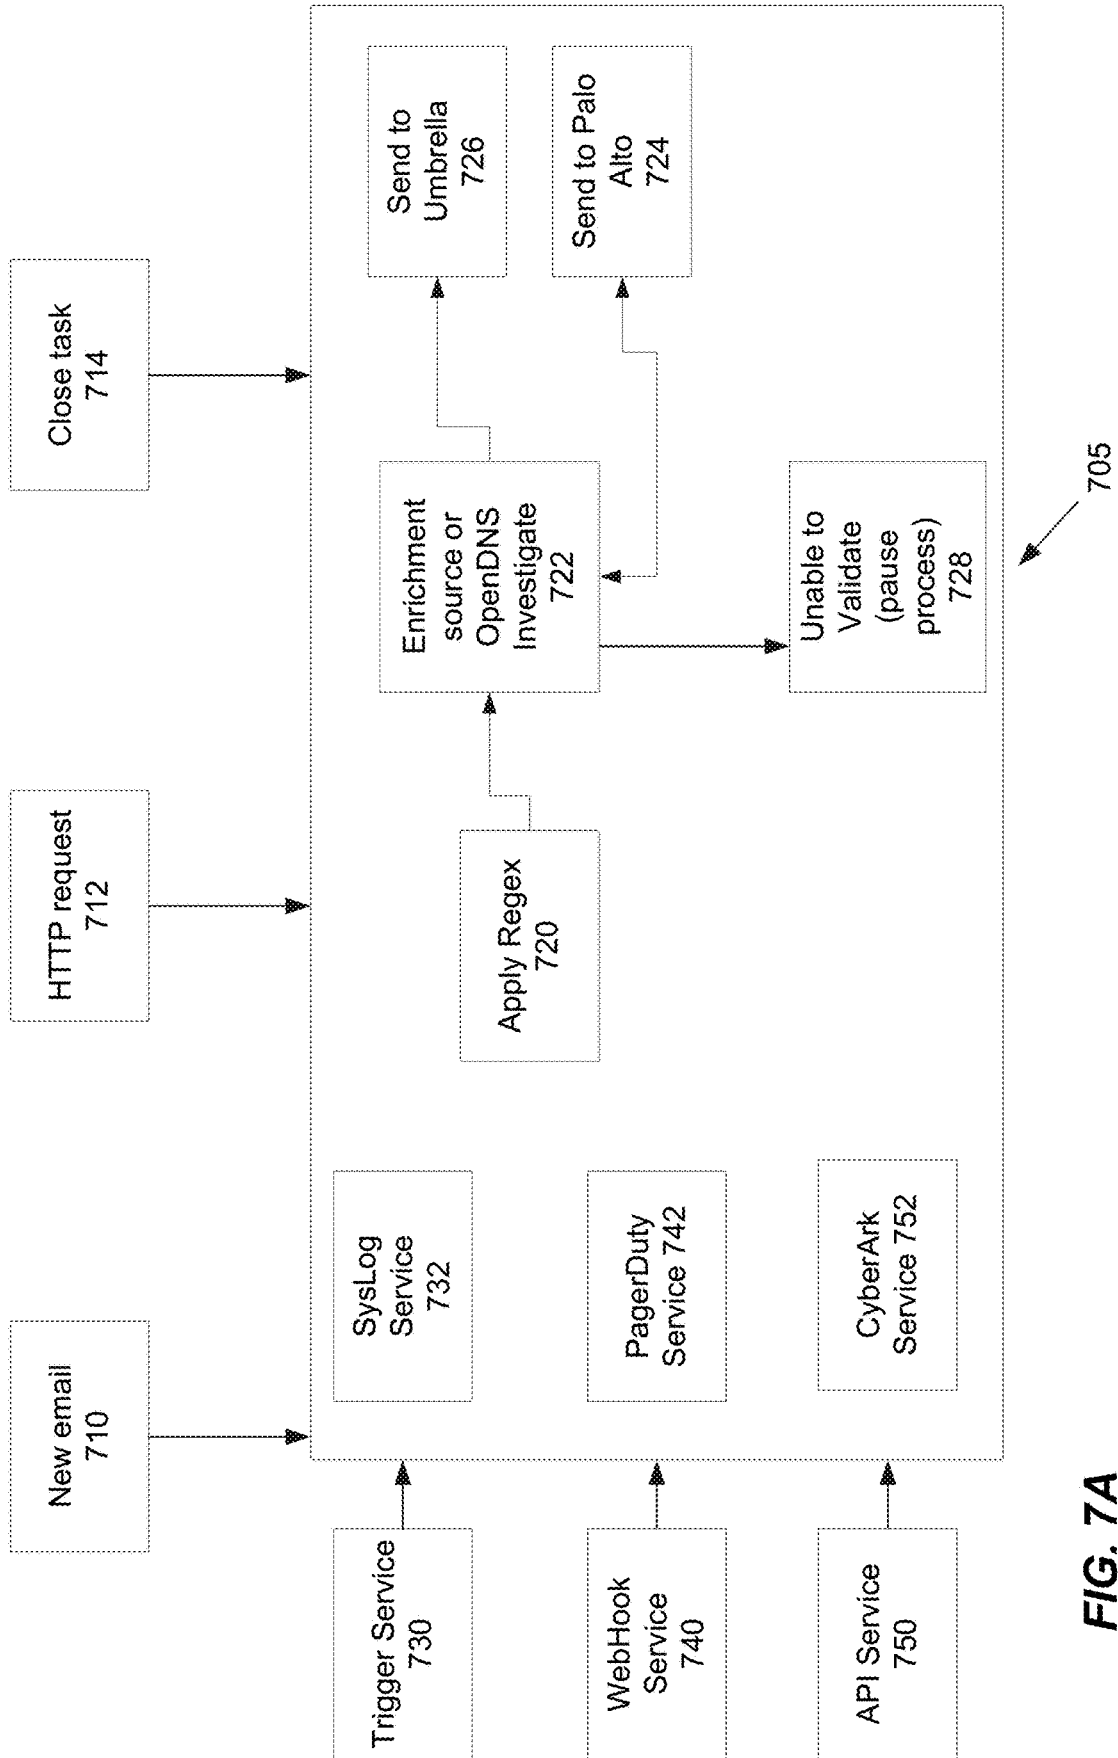 New email
710
HTTP request
712
Close task
714
Trigger Service
730
WebHook
Service
740
API Service
750
SysLog
Service
732
PagerDuty
Service 742
CyberArk
Service 752
Apply Regex
720
Enrichment
source or
OpenDNS
Investigate
722
Send to
Umbrella
726
Send to Palo
Alto
724
Unable to
Validate
(pause
process)
728
705
FIG. 7A